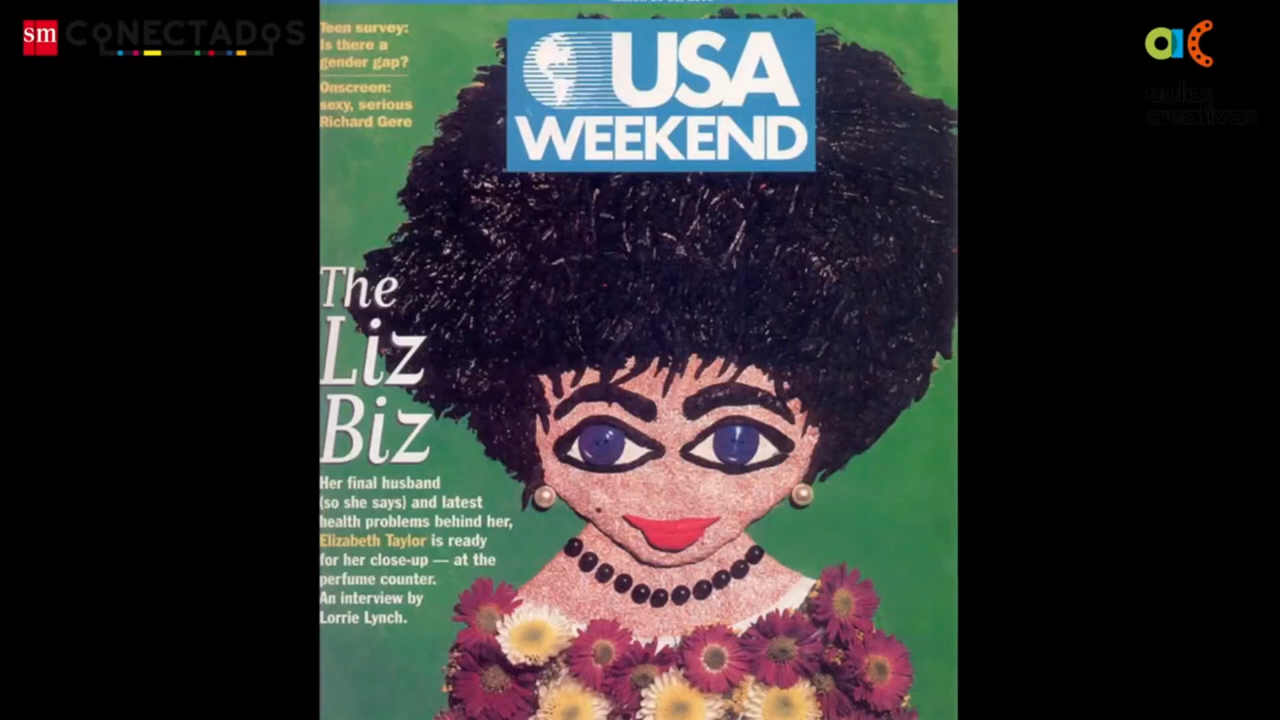 sm CONECTADOS
aulas
creativas
Teen survey:
Is there a
gender gap?
Onscreen:
sexy, serious
Richard Gere
USA
WEEKEND
The
Liz
Biz
Her final husband
(so she says) and latest
health problems behind her,
Elizabeth Taylor is ready
for her close-up — at the
perfume counter.
An interview by
Lorrie Lynch.